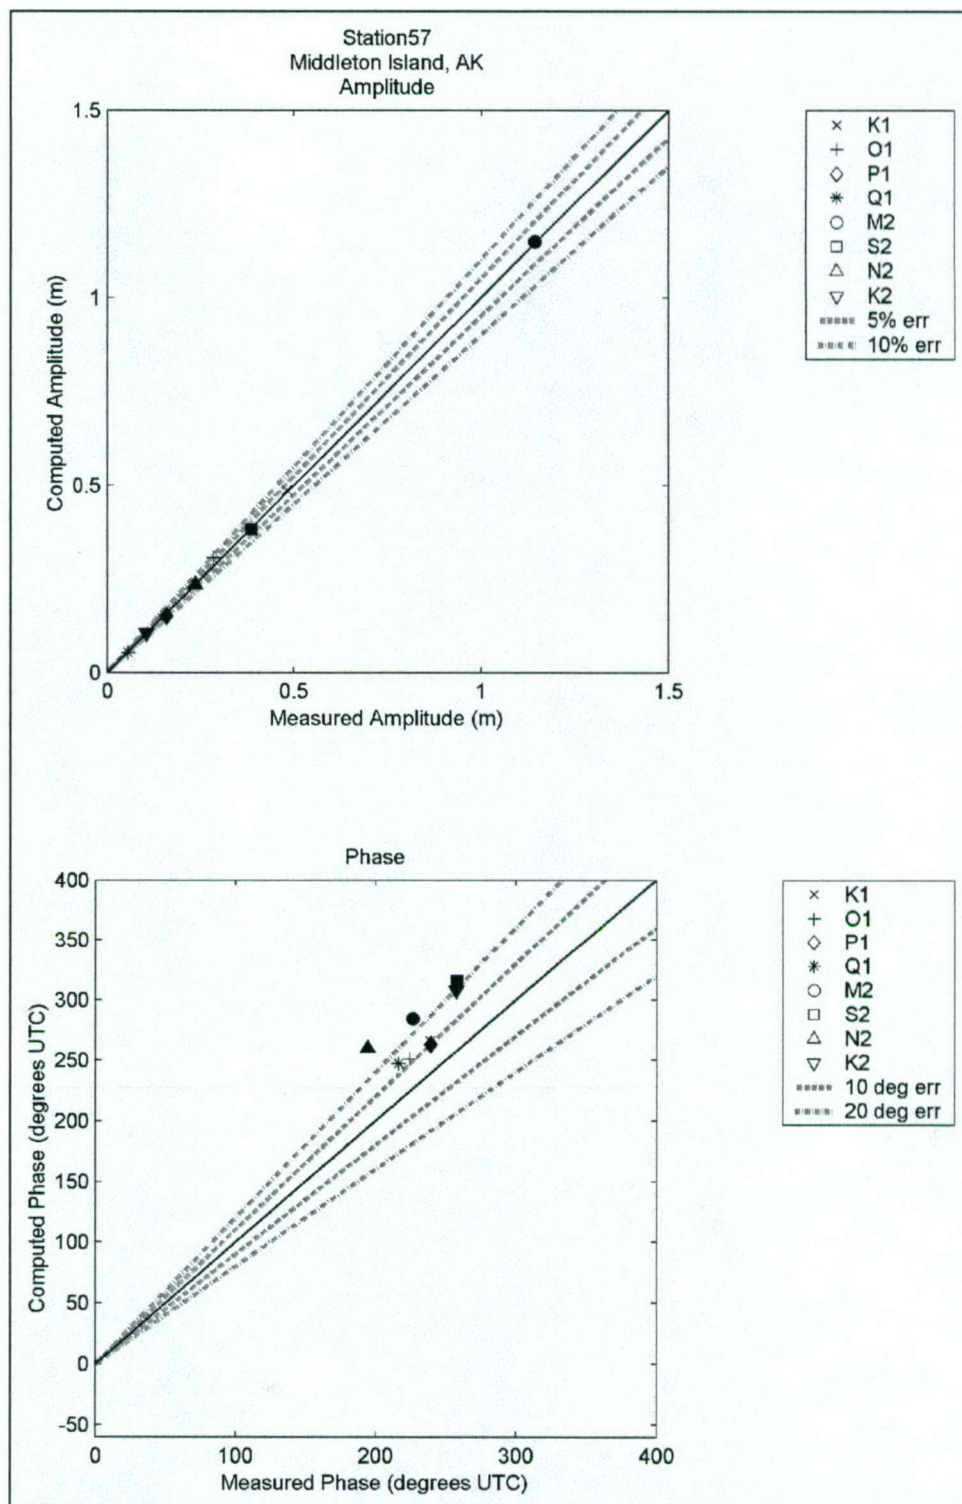 Station57
Middleton Island, AK
Amplitude
1.5
1
0.5
0
0
0.5
1
1.5
Computed Amplitude (m)
Measured Amplitude (m)
K1
O1
P1
Q1
M2
S2
N2
K2
5% err
10% err
Phase
400
350
300
250
200
150
100
50
0
-50
0
100
200
300
400
Computed Phase (degrees UTC)
Measured Phase (degrees UTC)
K1
O1
P1
Q1
M2
S2
N2
K2
10 deg err
20 deg err